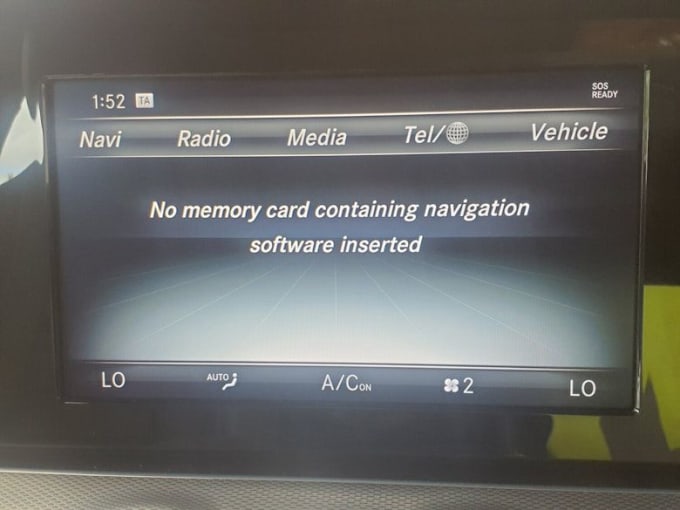 1:52 TA
SOS
READY
Navi Radio Media Tel/ Vehicle
No memory card containing navigation
software inserted
LO AUTO A/C ON 2 LO